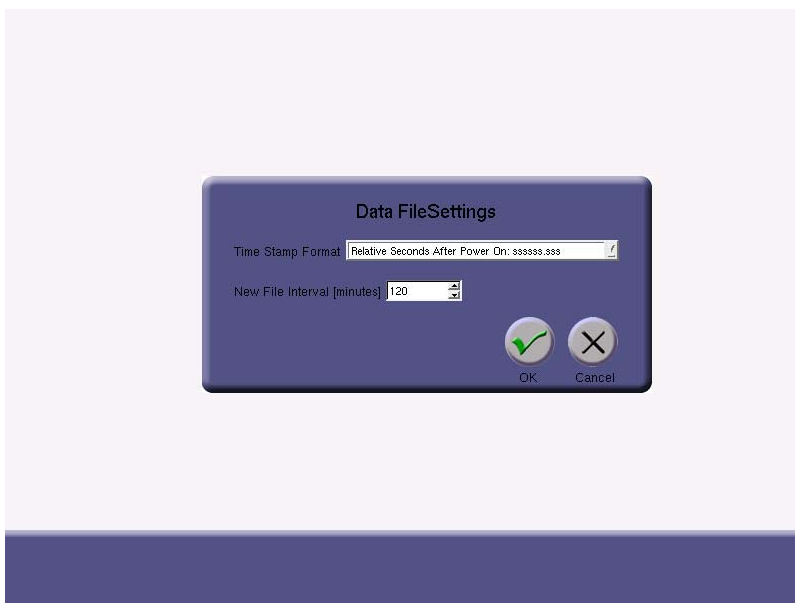 Data FileSettings
Time Stamp Format Relative Seconds After Power On: ssssss.sss
New File Interval [minutes] 120
OK Cancel